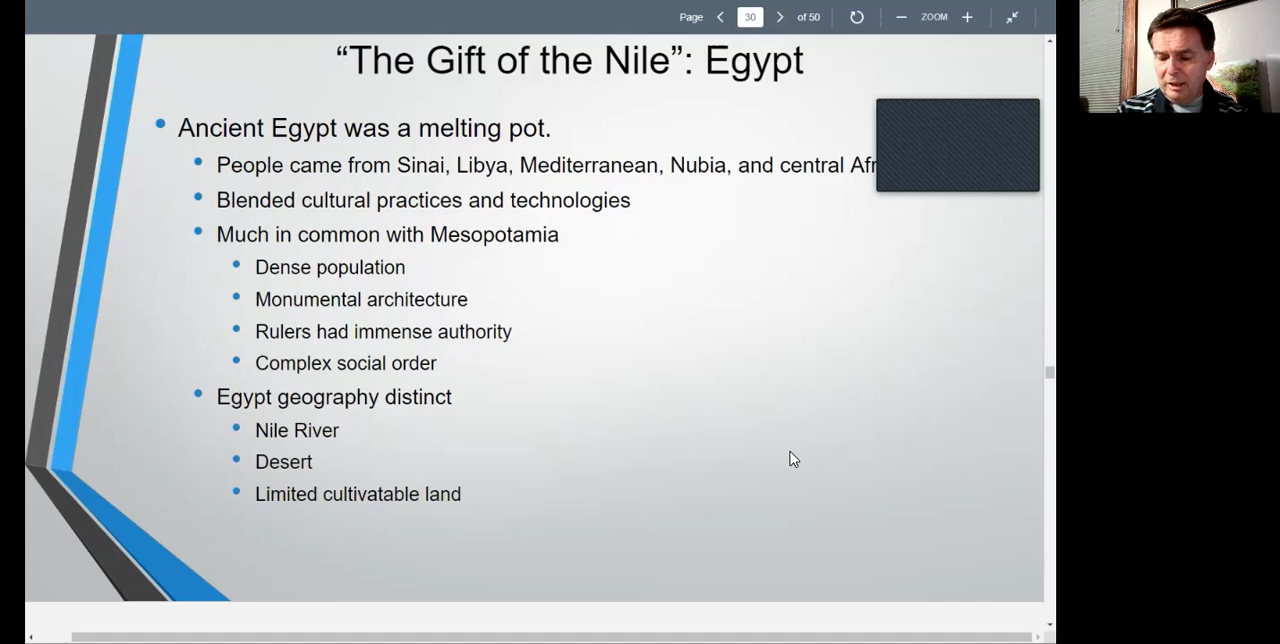 Page 30 of 50 ZOOM
“The Gift of the Nile”: Egypt
Ancient Egypt was a melting pot.
People came from Sinai, Libya, Mediterranean, Nubia, and central Afr
Blended cultural practices and technologies
Much in common with Mesopotamia
Dense population
Monumental architecture
Rulers had immense authority
Complex social order
Egypt geography distinct
Nile River
Desert
Limited cultivatable land